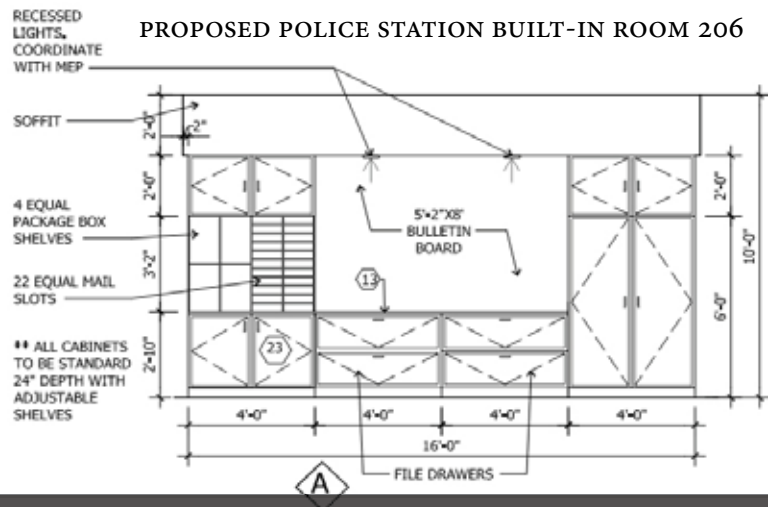 PROPOSED POLICE STATION BUILT-IN ROOM 206
RECESSED
LIGHTS,
COORDINATE
WITH MEP
SOFFIT
2'-0"
2"
2'-0"
2'-0"
4 EQUAL
PACKAGE BOX
SHELVES
5'-2"X8'
BULLETIN
BOARD
3'-2"
10'-0"
22 EQUAL MAIL
SLOTS
13
6'-0"
** ALL CABINETS
TO BE STANDARD
24" DEPTH WITH
ADJUSTABLE
SHELVES
2'-10"
23
4'-0"
4'-0"
4'-0"
4'-0"
16'-0"
FILE DRAWERS
A